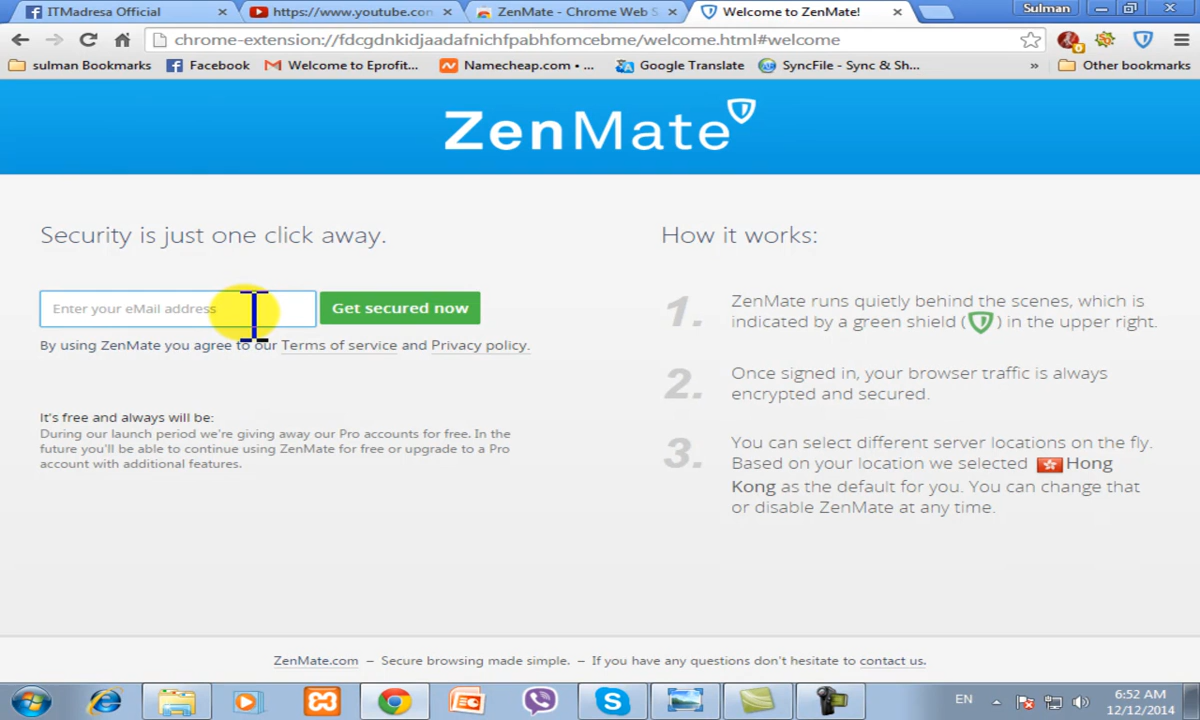 ITMadresa Official
https://www.youtube.con
ZenMate - Chrome Web S
Welcome to ZenMate!
Sulman
chrome-extension://fdcgdnkidjaadafnichfpabhfomcebme/welcome.html#welcome
sulman Bookmarks
Facebook
Welcome to Eprofit...
Namecheap.com • ...
Google Translate
SyncFile - Sync & Sh...
»
Other bookmarks
ZenMate
Security is just one click away.
Enter your eMail address
Get secured now
By using ZenMate you agree to our Terms of service and Privacy policy.
It's free and always will be:
During our launch period we're giving away our Pro accounts for free. In the
future you'll be able to continue using ZenMate for free or upgrade to a Pro
account with additional features.
How it works:
1. ZenMate runs quietly behind the scenes, which is
indicated by a green shield ( ) in the upper right.
2. Once signed in, your browser traffic is always
encrypted and secured.
3. You can select different server locations on the fly.
Based on your location we selected Hong
Kong as the default for you. You can change that
or disable ZenMate at any time.
ZenMate.com – Secure browsing made simple. – If you have any questions don't hesitate to contact us.
EN
6:52 AM
12/12/2014